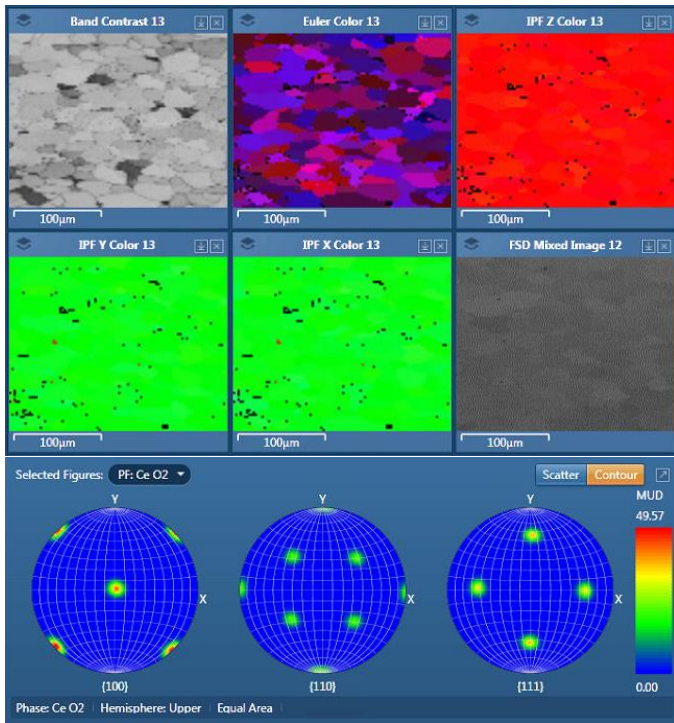 Band Contrast 13
Euler Color 13
IPF Z Color 13
100µm
100µm
100µm
IPF Y Color 13
IPF X Color 13
FSD Mixed Image 12
100µm
100µm
100µm
Selected Figures: PF: Ce O2
Scatter Contour
MUD
49.57
Y
Y
Y
X
X
X
0.00
{100}
{110}
{111}
Phase: Ce O2 Hemisphere: Upper Equal Area